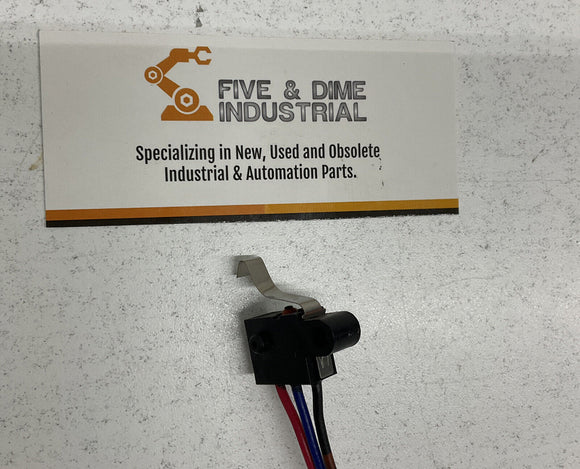 FIVE & DIME
INDUSTRIAL
Specializing in New, Used and Obsolete
Industrial & Automation Parts.